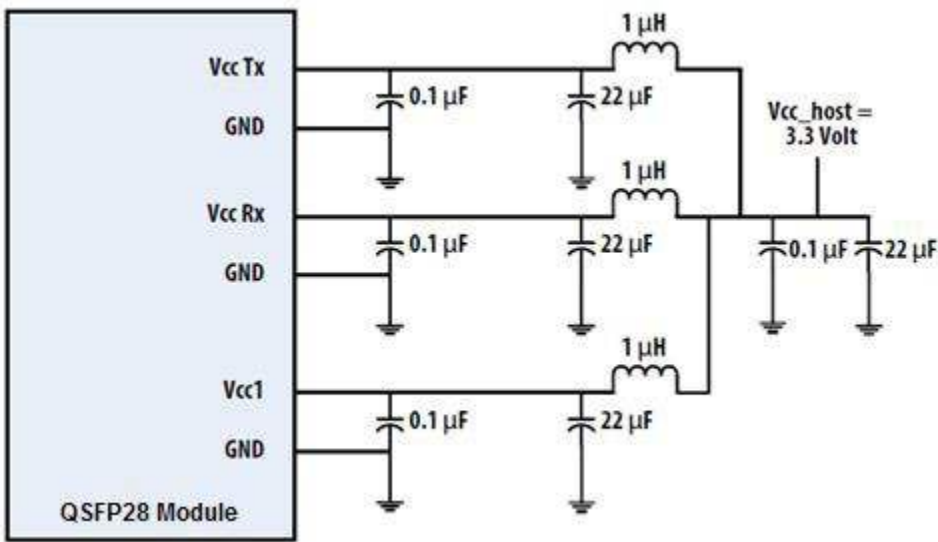 1 µH
Vcc Tx
0.1 µF
22 µF
GND
Vcc_host =
3.3 Volt
1 µH
Vcc Rx
0.1 µF
22 µF
0.1 µF
22 µF
GND
1 µH
Vcc1
0.1 µF
22 µF
GND
QSFP28 Module